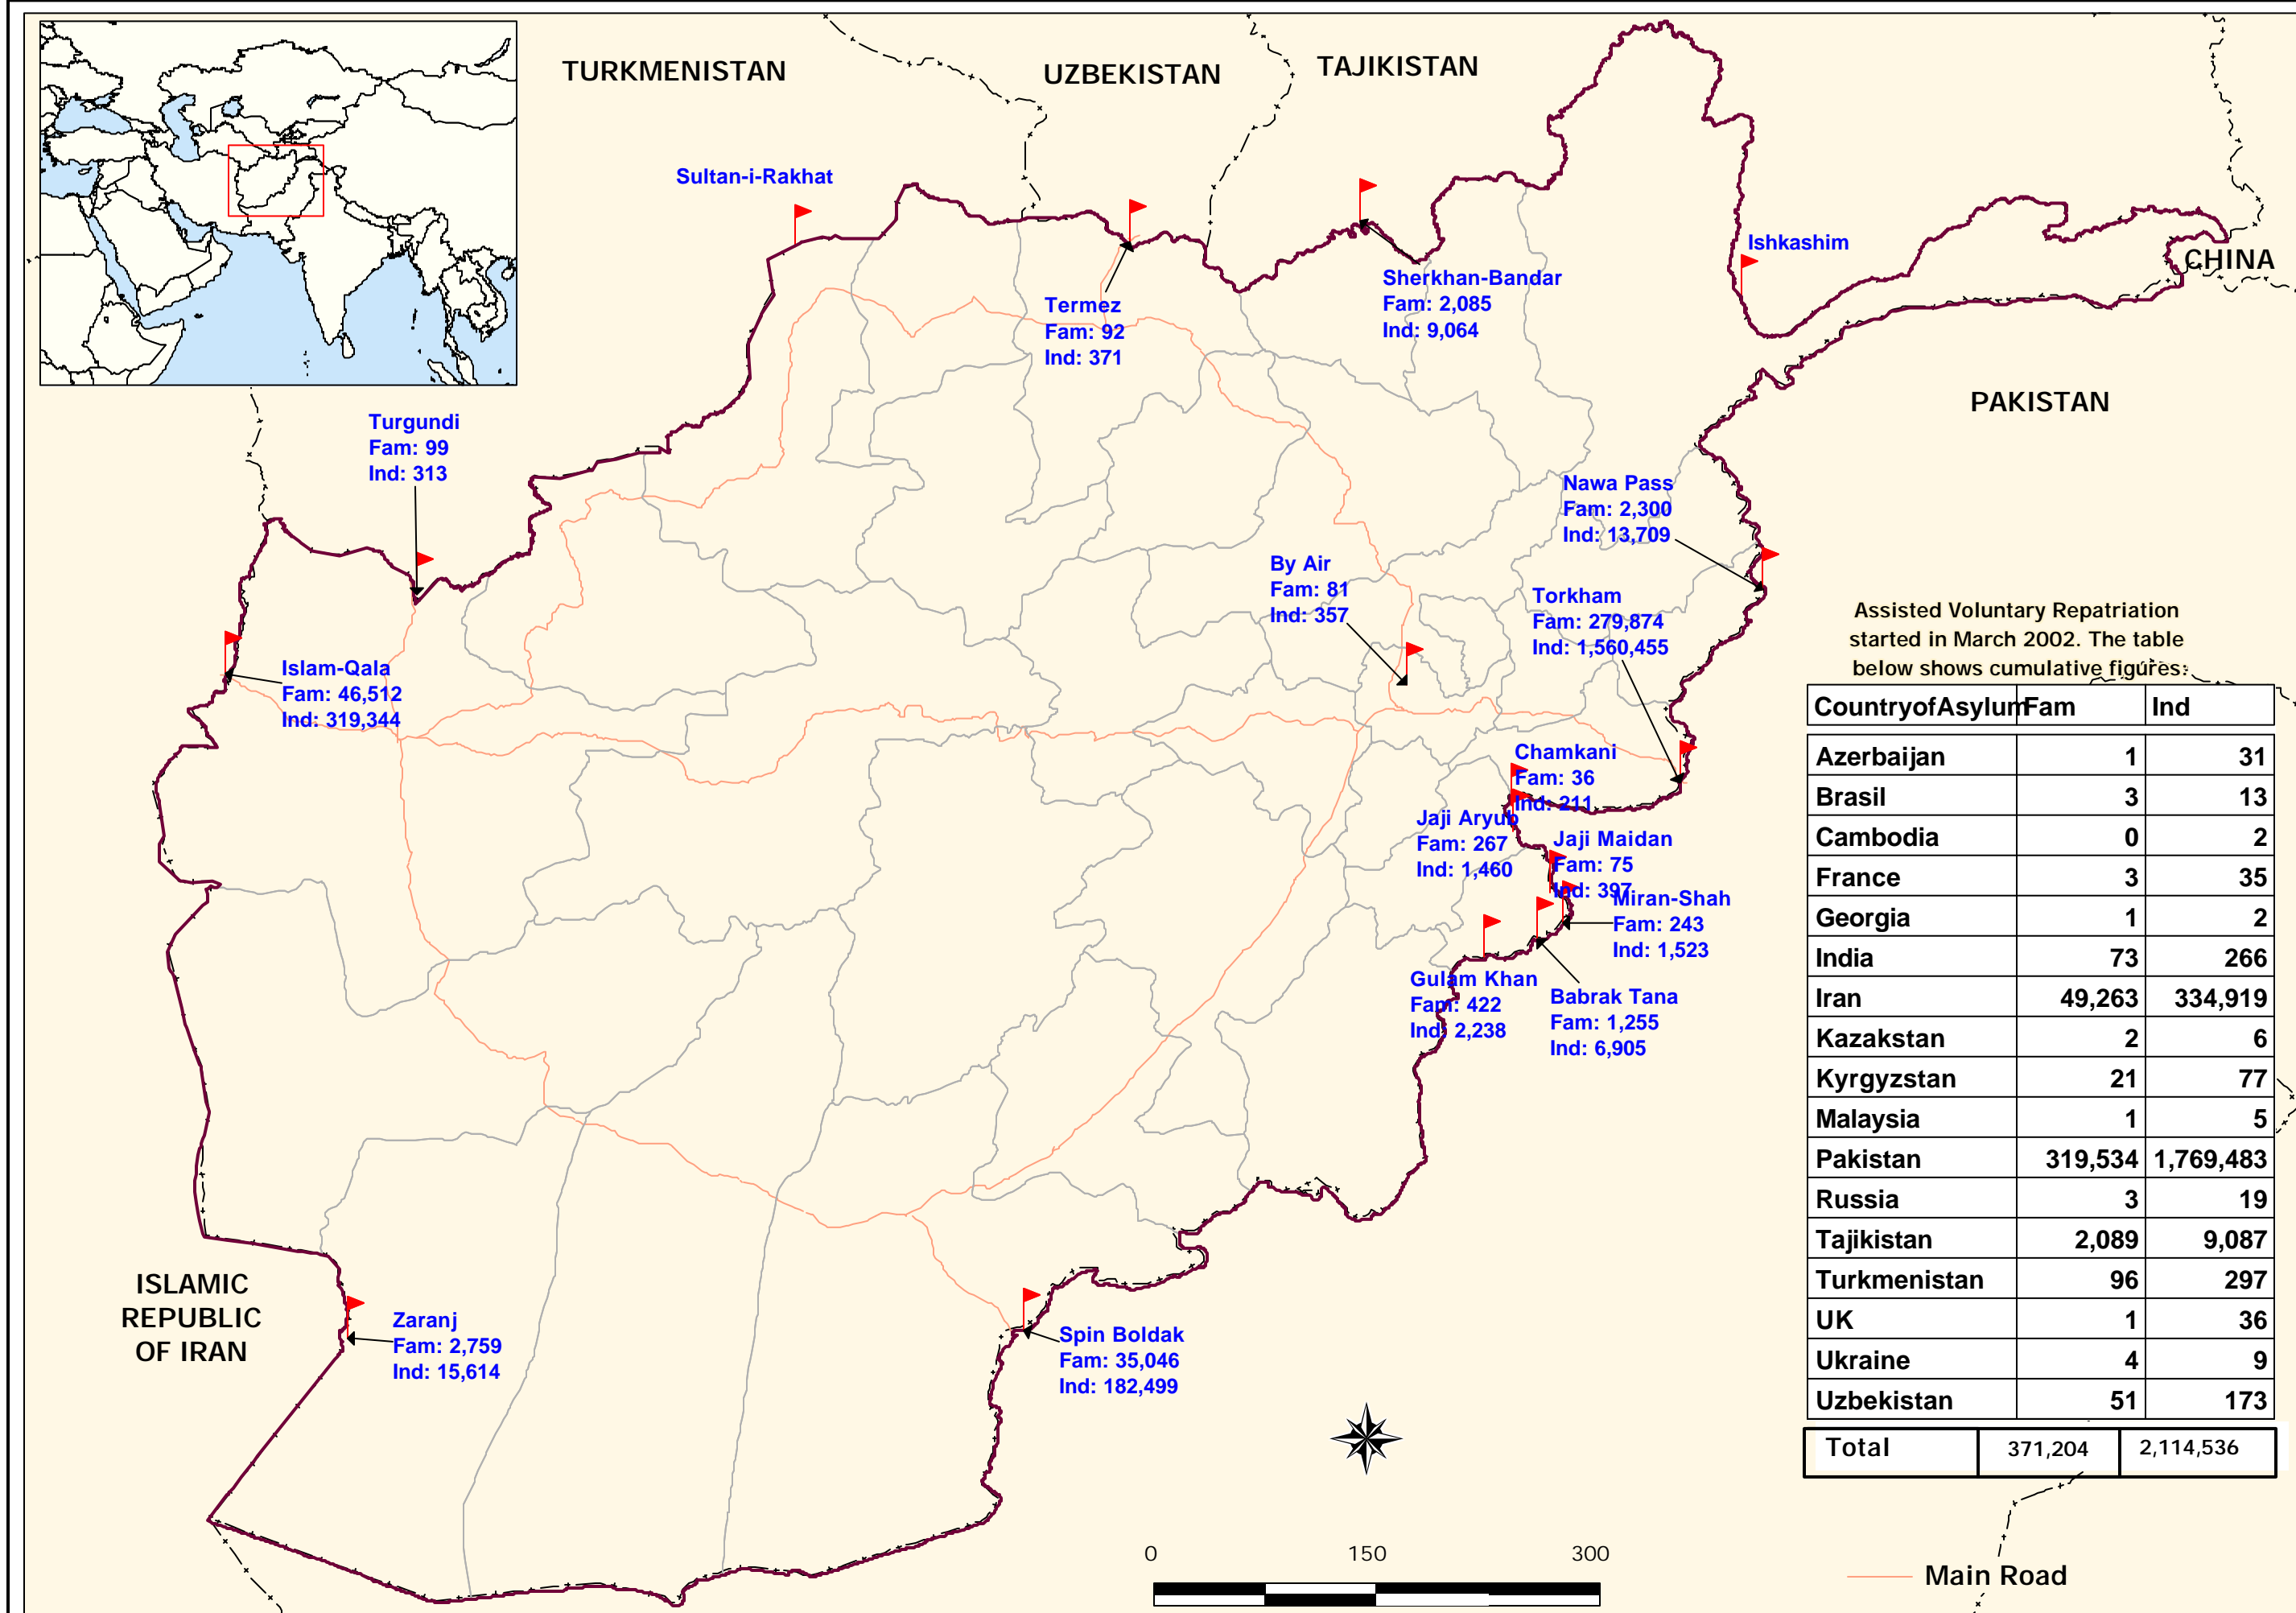 TURKMENISTAN
UZBEKISTAN
TAJIKISTAN
Sultan-i-Rakhat
Ishkashim
CHINA
Sherkhan-Bandar
Fam: 2,085
Ind: 9,064
Termez
Fam: 92
Ind: 371
PAKISTAN
Turgundi
Fam: 99
Ind: 313
Nawa Pass
Fam: 2,300
Ind: 13,709
By Air
Fam: 81
Ind: 357
Torkham
Fam: 279,874
Ind: 1,560,455
Islam-Qala
Fam: 46,512
Ind: 319,344
Chamkani
Fam: 36
Ind: 211
Jaji Aryub
Fam: 267
Ind: 1,460
Jaji Maidan
Fam: 75
Ind: 397
Miran-Shah
Fam: 243
Ind: 1,523
Gulam Khan
Fam: 422
Ind: 2,238
Babrak Tana
Fam: 1,255
Ind: 6,905
ISLAMIC
REPUBLIC
OF IRAN
Zaranj
Fam: 2,759
Ind: 15,614
Spin Boldak
Fam: 35,046
Ind: 182,499
Assisted Voluntary Repatriation
started in March 2002. The table
below shows cumulative figures:
CountryofAsylum Fam Ind
Azerbaijan 1 31
Brasil 3 13
Cambodia 0 2
France 3 35
Georgia 1 2
India 73 266
Iran 49,263 334,919
Kazakstan 2 6
Kyrgyzstan 21 77
Malaysia 1 5
Pakistan 319,534 1,769,483
Russia 3 19
Tajikistan 2,089 9,087
Turkmenistan 96 297
UK 1 36
Ukraine 4 9
Uzbekistan 51 173
Total 371,204 2,114,536
0 150 300
Main Road